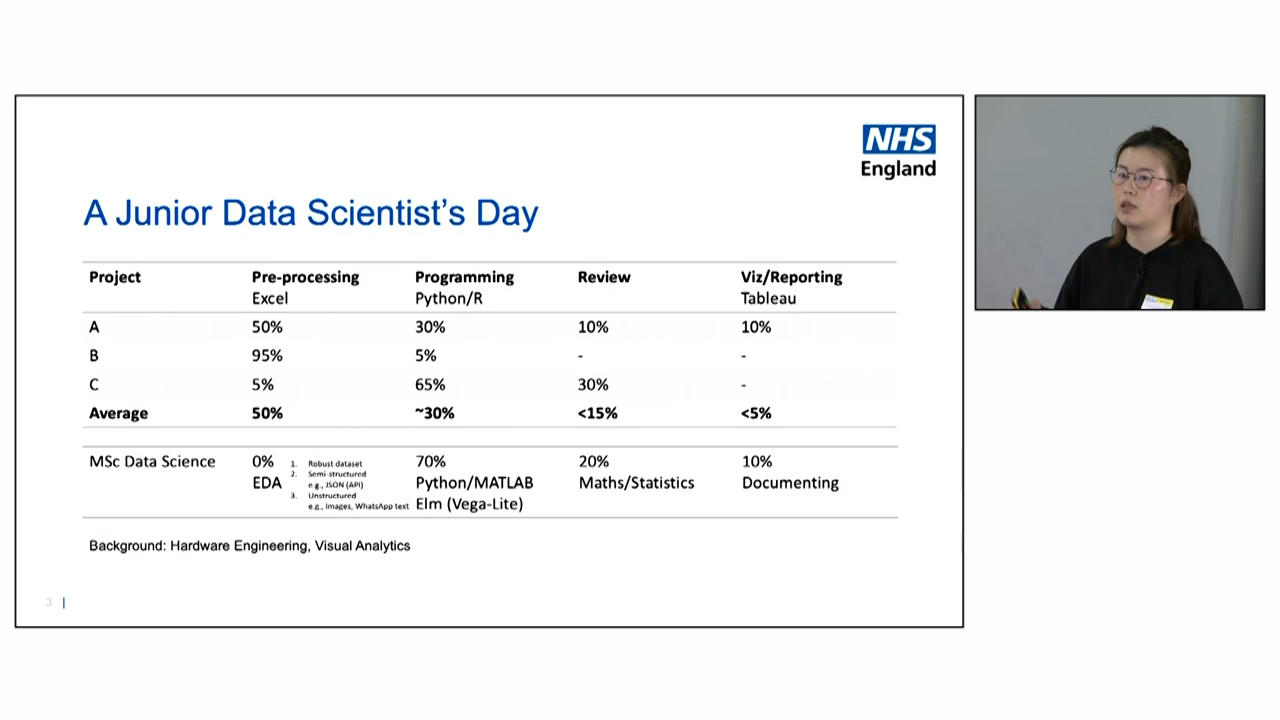 NHS
England
A Junior Data Scientist's Day
Project Pre-processing Programming Review Viz/Reporting
Excel Python/R Tableau
A 50% 30% 10% 10%
B 95% 5% - -
C 5% 65% 30% -
Average 50% ~30% <15% <5%
MSc Data Science 0% 70% 20% 10%
EDA Python/MATLAB Maths/Statistics Documenting
Elm (Vega-Lite)
1. Robust dataset
2. Semi-structured
e.g., JSON (API)
3. Unstructured
e.g., Images, WhatsApp text
Background: Hardware Engineering, Visual Analytics
3 |